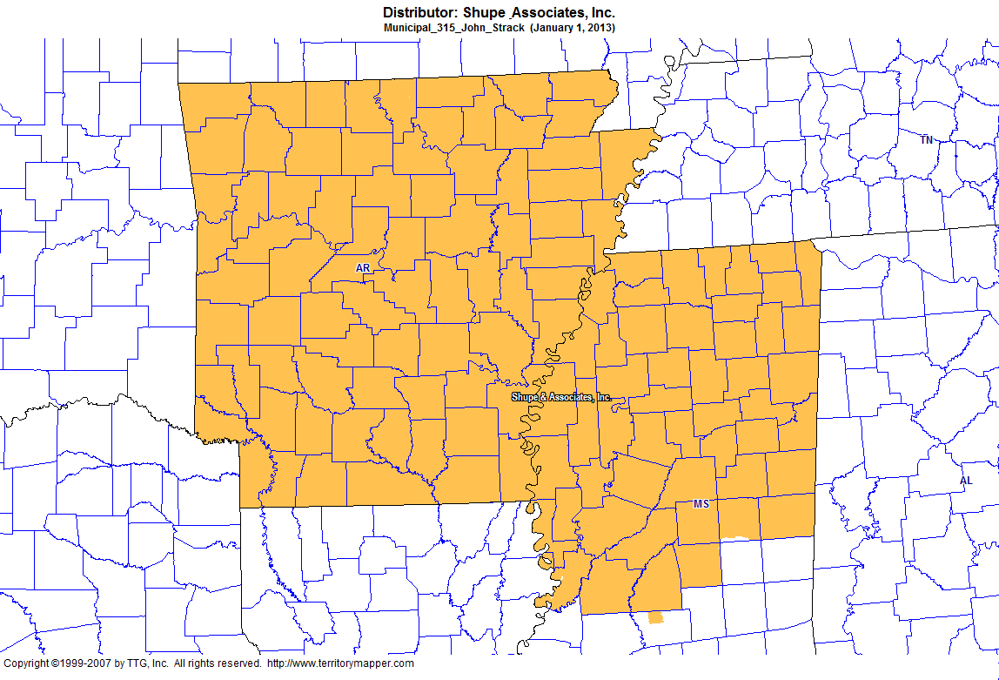 Distributor: Shupe Associates, Inc.
Municipal_315_John_Strack (January 1, 2013)
TN
AR
Shupe & Associates, Inc.
AL
MS
Copyright ©1999-2007 by TTG, Inc. All rights reserved. http://www.territorymapper.com